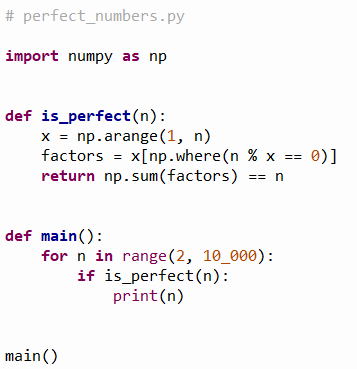 # perfect_numbers.py
import numpy as np
def is_perfect(n):
    x = np.arange(1, n)
    factors = x[np.where(n % x == 0)]
    return np.sum(factors) == n
def main():
    for n in range(2, 10_000):
        if is_perfect(n):
            print(n)
main()